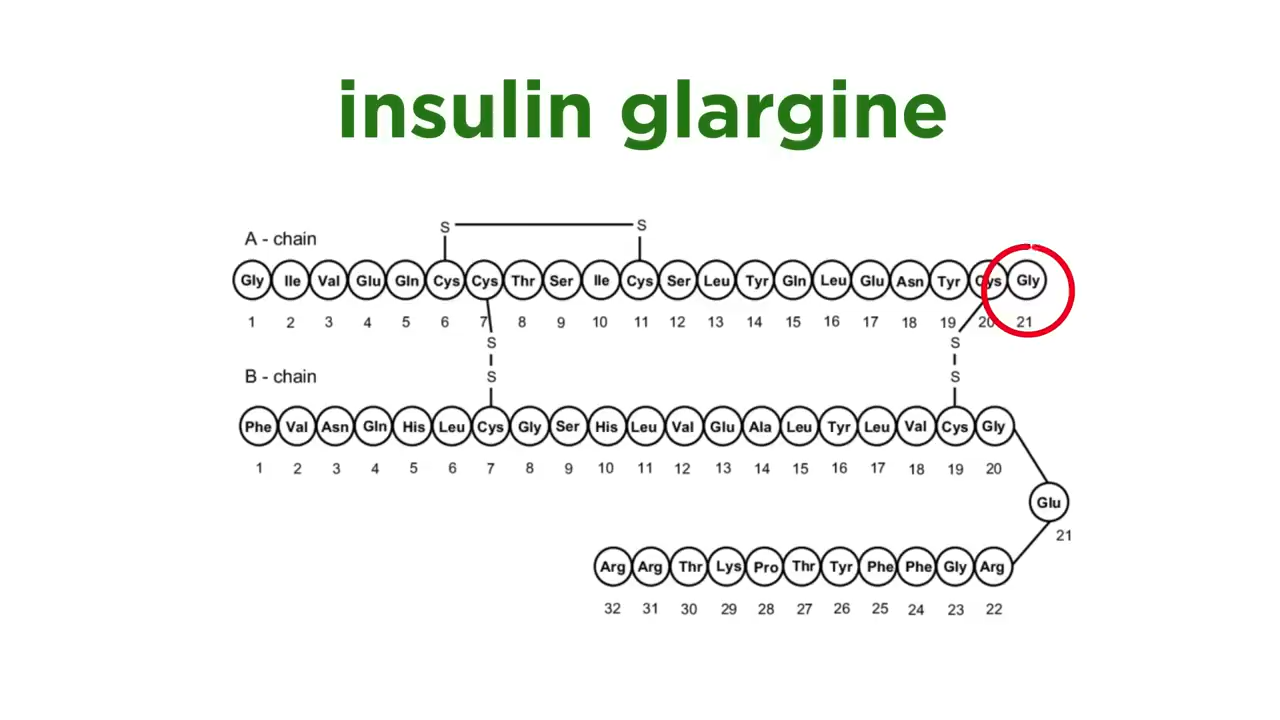 insulin glargine
S S
A - chain
Gly Ile Val Glu Gln Cys Cys Thr Ser Ile Cys Ser Leu Tyr Gln Leu Glu Asn Tyr Cys Gly
1 2 3 4 5 6 7 8 9 10 11 12 13 14 15 16 17 18 19 20 21
S S
B - chain S S
Phe Val Asn Gln His Leu Cys Gly Ser His Leu Val Glu Ala Leu Tyr Leu Val Cys Gly
1 2 3 4 5 6 7 8 9 10 11 12 13 14 15 16 17 18 19 20
Glu
21
Arg Arg Thr Lys Pro Thr Tyr Phe Phe Gly Arg
32 31 30 29 28 27 26 25 24 23 22